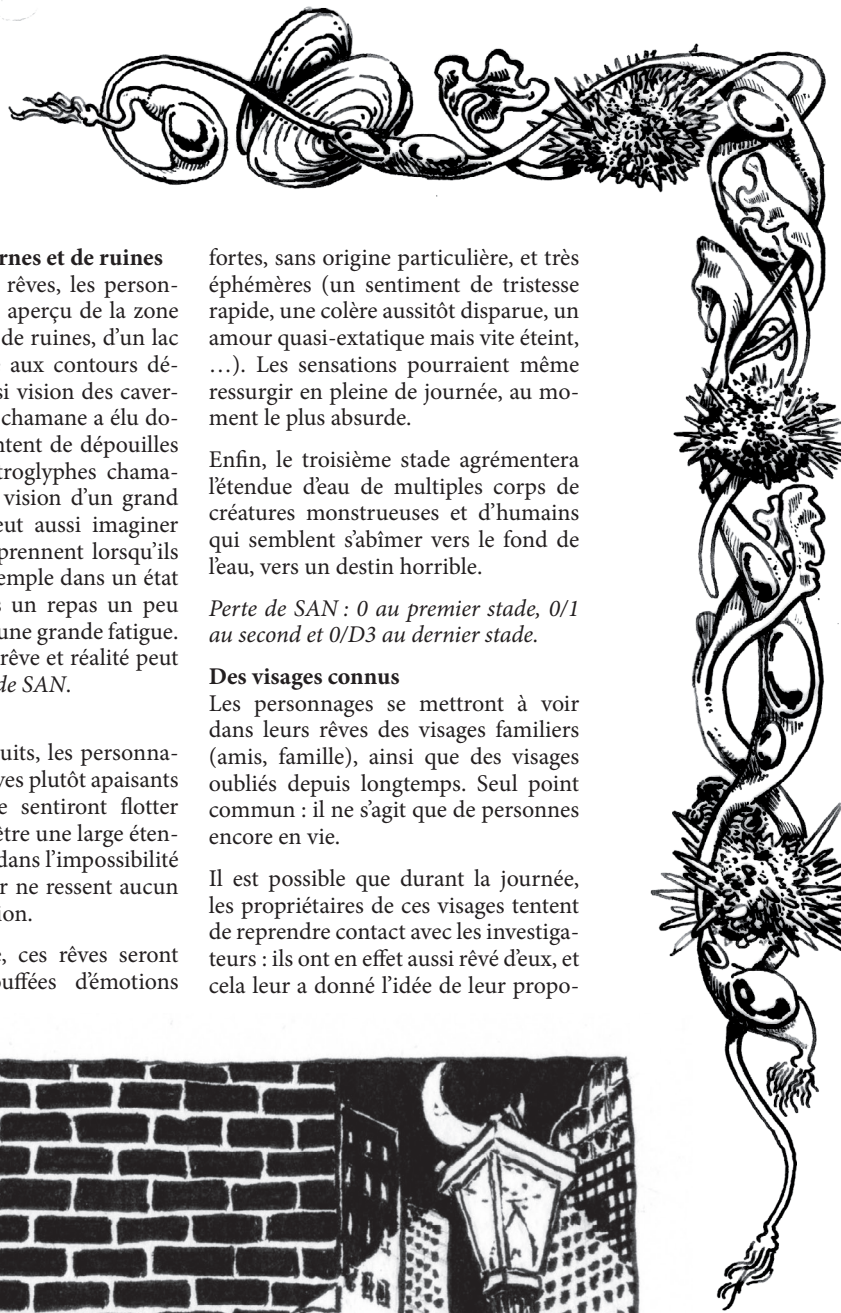 rnes et de ruines
rêves, les person-
aperçu de la zone
de ruines, d'un lac
aux contours dé-
si vision des caver-
chamane a élu do-
ntent de dépouilles
troglyphes chama-
vision d'un grand
eut aussi imaginer
prennent lorsqu'ils
emple dans un état
s un repas un peu
une grande fatigue.
rêve et réalité peut
de SAN.
uits, les personna-
ves plutôt apaisants
e sentiront flotter
être une large éten-
dans l'impossibilité
r ne ressent aucun
ion.
e, ces rêves seront
ouffées d'émotions
fortes, sans origine particulière, et très
éphémères (un sentiment de tristesse
rapide, une colère aussitôt disparue, un
amour quasi-extatique mais vite éteint,
…). Les sensations pourraient même
ressurgir en pleine de journée, au mo-
ment le plus absurde.
Enfin, le troisième stade agrémentera
l'étendue d'eau de multiples corps de
créatures monstrueuses et d'humains
qui semblent s'abîmer vers le fond de
l'eau, vers un destin horrible.
Perte de SAN : 0 au premier stade, 0/1
au second et 0/D3 au dernier stade.
Des visages connus
Les personnages se mettront à voir
dans leurs rêves des visages familiers
(amis, famille), ainsi que des visages
oubliés depuis longtemps. Seul point
commun : il ne s'agit que de personnes
encore en vie.
Il est possible que durant la journée,
les propriétaires de ces visages tentent
de reprendre contact avec les investiga-
teurs : ils ont en effet aussi rêvé d'eux, et
cela leur a donné l'idée de leur propo-